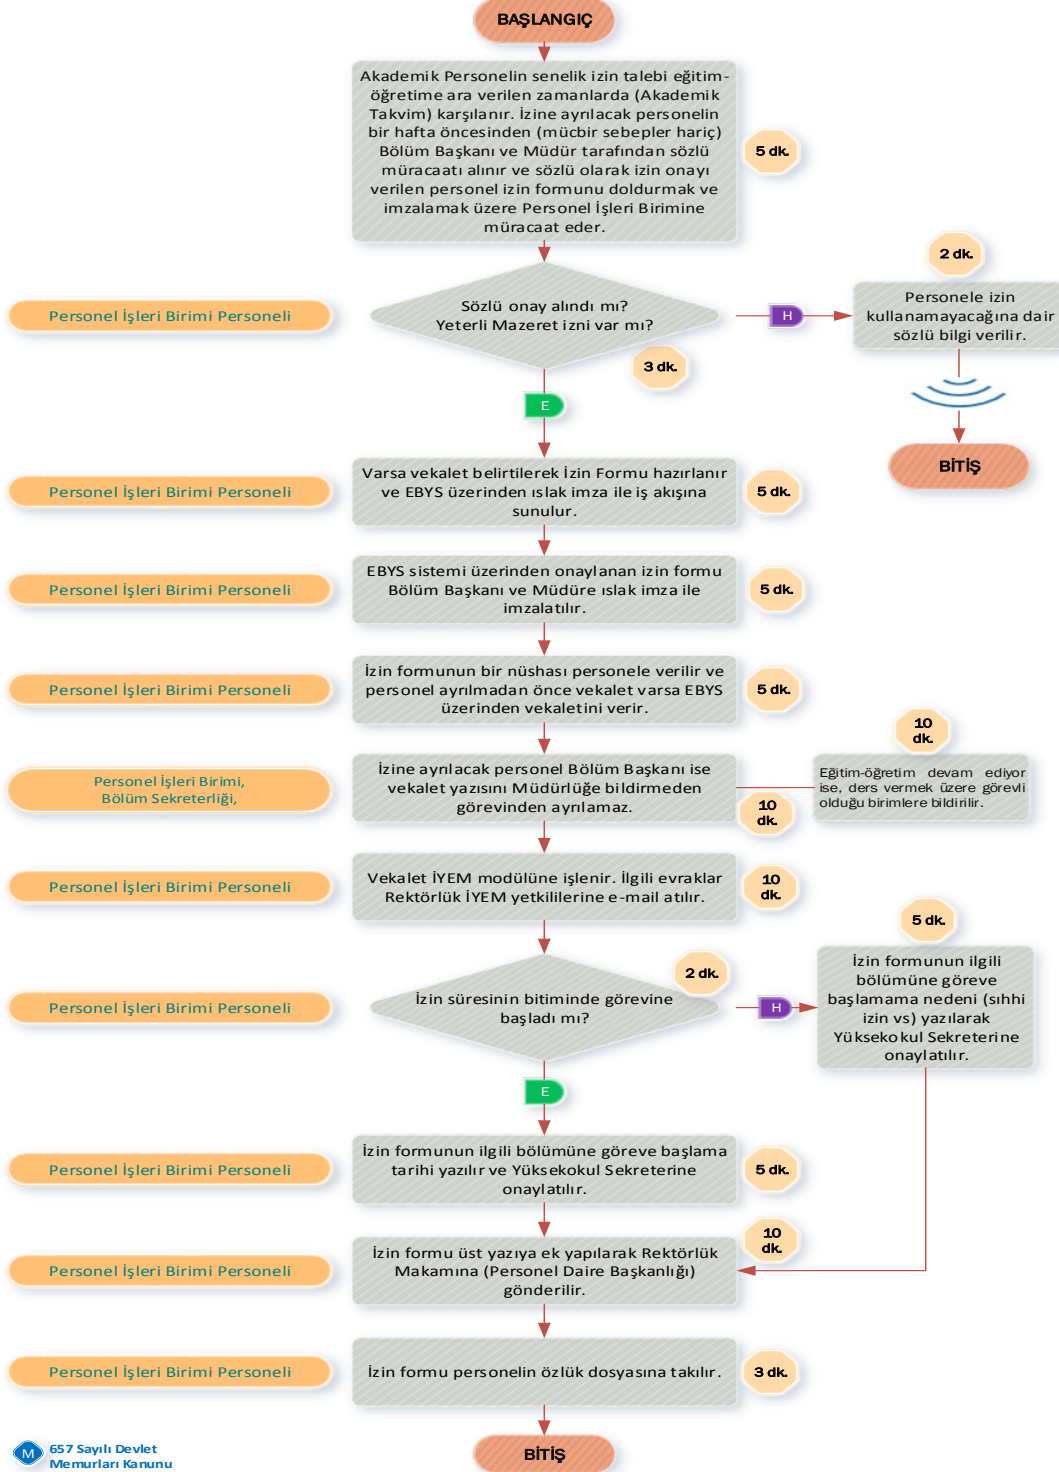 BAŞLANGIÇ
Akademik Personelin senelik izin talebi eğitim-
öğretime ara verilen zamanlarda (Akademik
Takvim) karşılanır. İzine ayrılacak personelin
bir hafta öncesinden (mücbir sebepler hariç)
Bölüm Başkanı ve Müdür tarafından sözlü
müracaatı alınır ve sözlü olarak izin onayı
verilen personel izin formunu doldurmak ve
imzalamak üzere Personel İşleri Birimine
müracaat eder.
5 dk.
Personel İşleri Birimi Personeli
Sözlü onay alındı mı?
Yeterli Mazeret izni var mı?
3 dk.
H
2 dk.
Personele izin
kullanamayacağına dair
sözlü bilgi verilir.
BİTİŞ
E
Personel İşleri Birimi Personeli
Varsa vekalet belirtilerek İzin Formu hazırlanır
ve EBYS üzerinden ıslak imza ile iş akışına
sunulur.
5 dk.
Personel İşleri Birimi Personeli
EBYS sistemi üzerinden onaylanan izin formu
Bölüm Başkanı ve Müdüre ıslak imza ile
imzalatılır.
5 dk.
Personel İşleri Birimi Personeli
İzin formunun bir nüshası personele verilir ve
personel ayrılmadan önce vekalet varsa EBYS
üzerinden vekaletini verir.
5 dk.
Personel İşleri Birimi,
Bölüm Sekreterliği,
İzine ayrılacak personel Bölüm Başkanı ise
vekalet yazısını Müdürlüğe bildirmeden
görevinden ayrılamaz.
10
dk.
10
dk.
Eğitim-öğretim devam ediyor
ise, ders vermek üzere görevli
olduğu birimlere bildirilir.
Personel İşleri Birimi Personeli
Vekalet İYEM modülüne işlenir. İlgili evraklar
Rektörlük İYEM yetkililerine e-mail atılır.
10
dk.
Personel İşleri Birimi Personeli
İzin süresinin bitiminde görevine
başladı mı?
2 dk.
H
5 dk.
İzin formunun ilgili
bölümüne göreve
başlamama nedeni (sıhhi
izin vs) yazılarak
Yüksekokul Sekreterine
onaylatılır.
E
Personel İşleri Birimi Personeli
İzin formunun ilgili bölümüne göreve başlama
tarihi yazılır ve Yüksekokul Sekreterine
onaylatılır.
5 dk.
Personel İşleri Birimi Personeli
İzin formu üst yazıya ek yapılarak Rektörlük
Makamına (Personel Daire Başkanlığı)
gönderilir.
10
dk.
Personel İşleri Birimi Personeli
İzin formu personelin özlük dosyasına takılır.
3 dk.
BİTİŞ
M
657 Sayılı Devlet
Memurları Kanunu